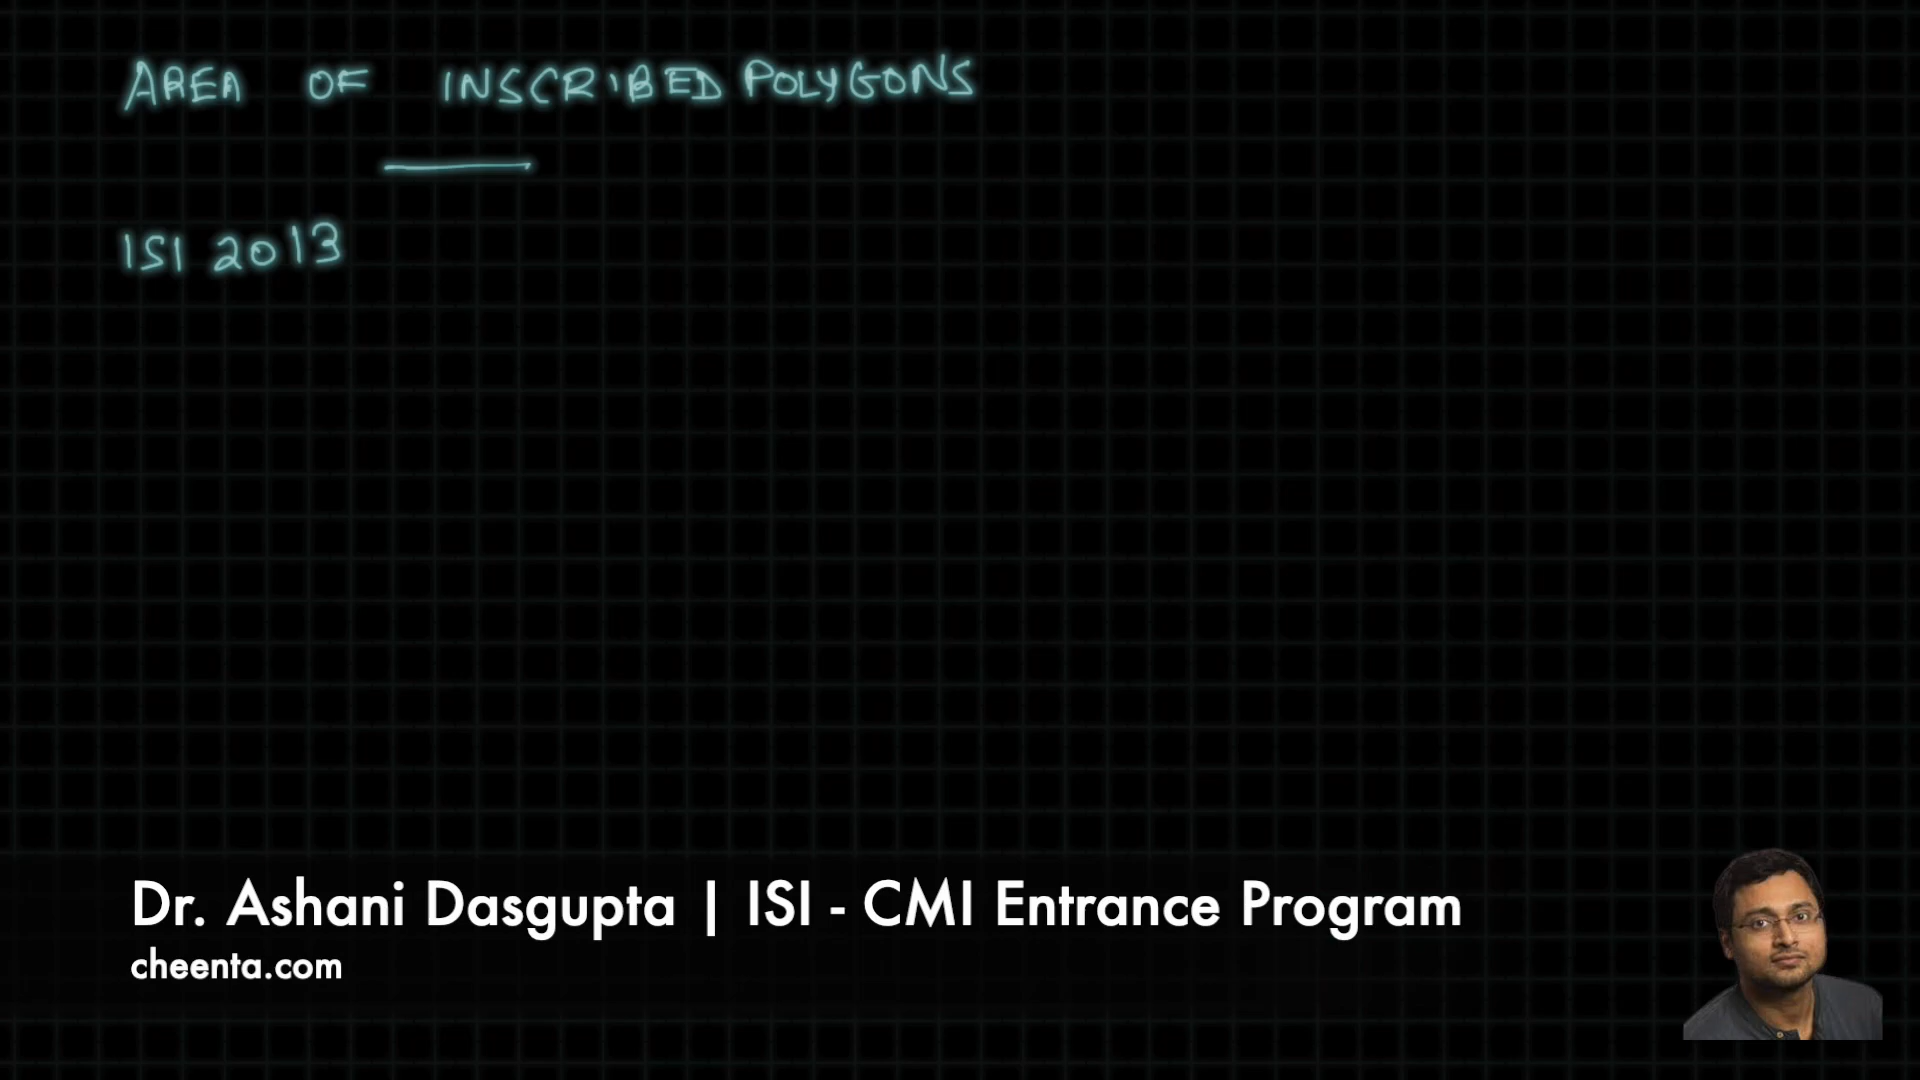 AREA OF INSCRIBED POLYGONS
ISI 2013
Dr. Ashani Dasgupta | ISI - CMI Entrance Program
cheenta.com